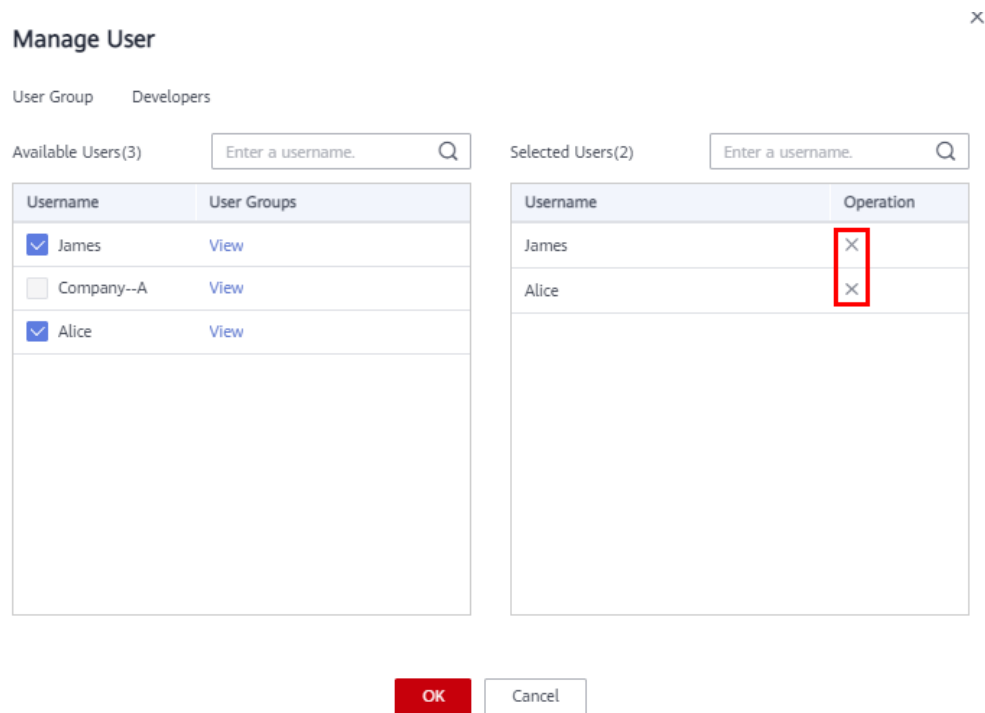 Manage User
User Group Developers
Available Users(3) Enter a username.
Username User Groups
James View
Company--A View
Alice View
Selected Users(2) Enter a username.
Username Operation
James
Alice
OK Cancel